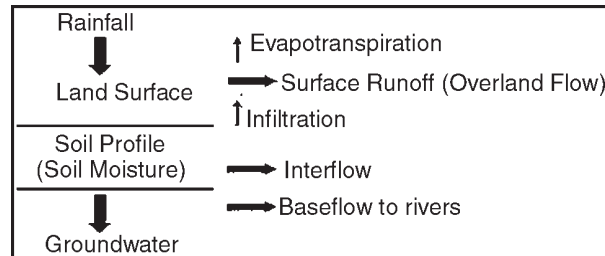 Rainfall
Evapotranspiration
Surface Runoff (Overland Flow)
Land Surface
Infiltration
Soil Profile
(Soil Moisture)
Interflow
Baseflow to rivers
Groundwater